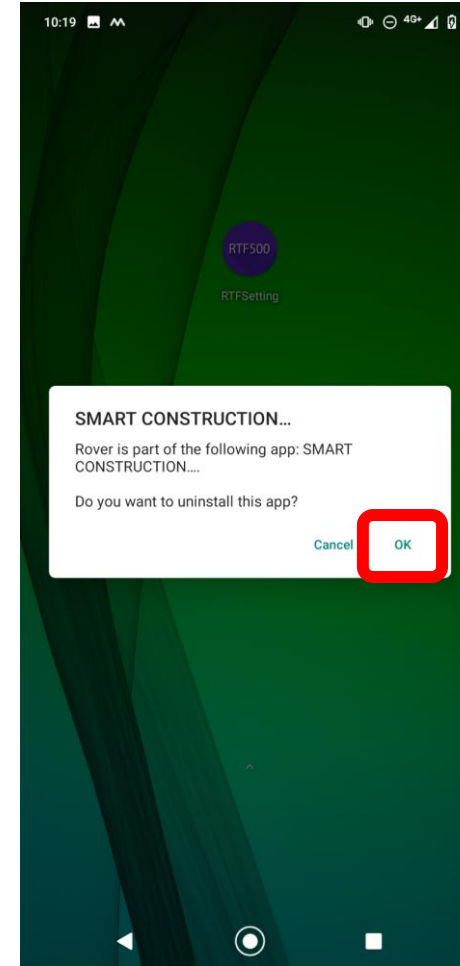 10:19 4G+
RTF500
RTFSetting
SMART CONSTRUCTION...
Rover is part of the following app: SMART
CONSTRUCTION....
Do you want to uninstall this app?
Cancel OK